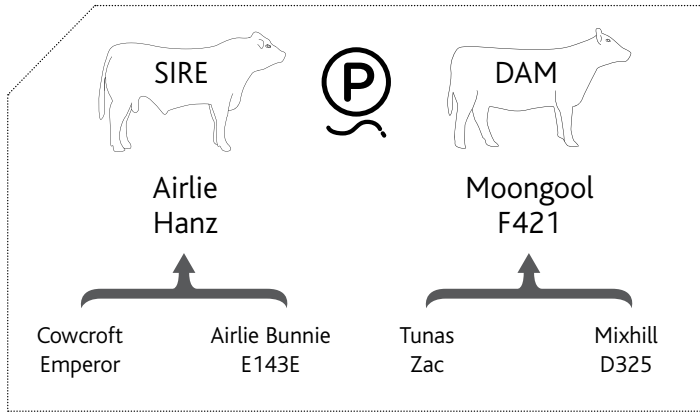 SIRE
P
DAM
Airlie
Hanz
Moongool
F421
Cowcroft
Emperor
Airlie Bunnie
E143E
Tunas
Zac
Mixhill
D325